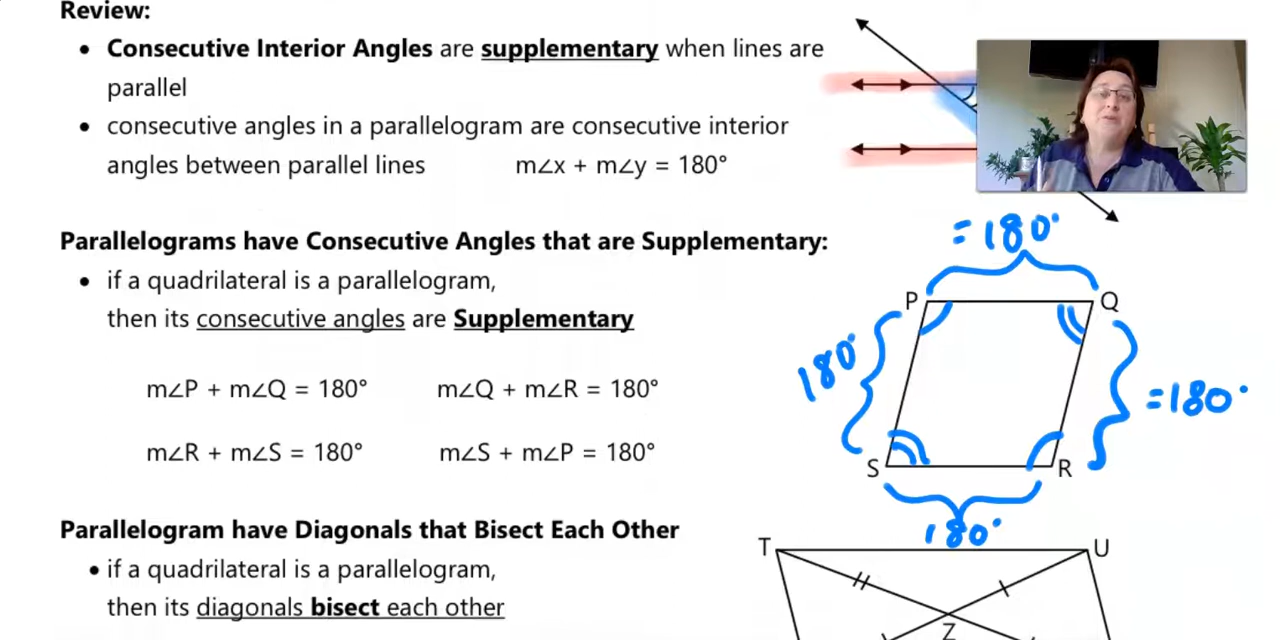 Review:
• Consecutive Interior Angles are supplementary when lines are
parallel
• consecutive angles in a parallelogram are consecutive interior
angles between parallel lines m∠x + m∠y = 180°
Parallelograms have Consecutive Angles that are Supplementary:
= 180°
• if a quadrilateral is a parallelogram,
then its consecutive angles are Supplementary
P Q
180°
= 180°
m∠P + m∠Q = 180° m∠Q + m∠R = 180°
m∠R + m∠S = 180° m∠S + m∠P = 180°
S R
180°
Parallelogram have Diagonals that Bisect Each Other
T U
• if a quadrilateral is a parallelogram,
then its diagonals bisect each other
Z